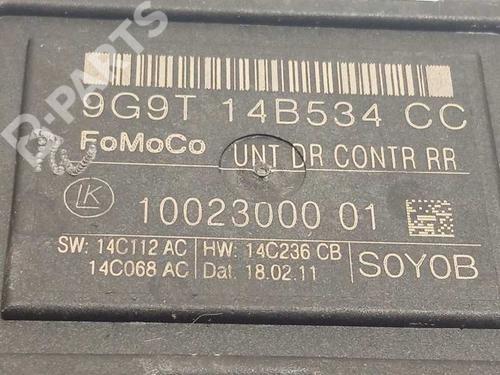 R-PARTS
9G9T 14B534 CC
FoMoCo UNT DR CONTR RR
LK 10023000 01
SW: 14C112 AC HW: 14C236 CB
14C068 AC Dat. 18.02.11 SOYOB